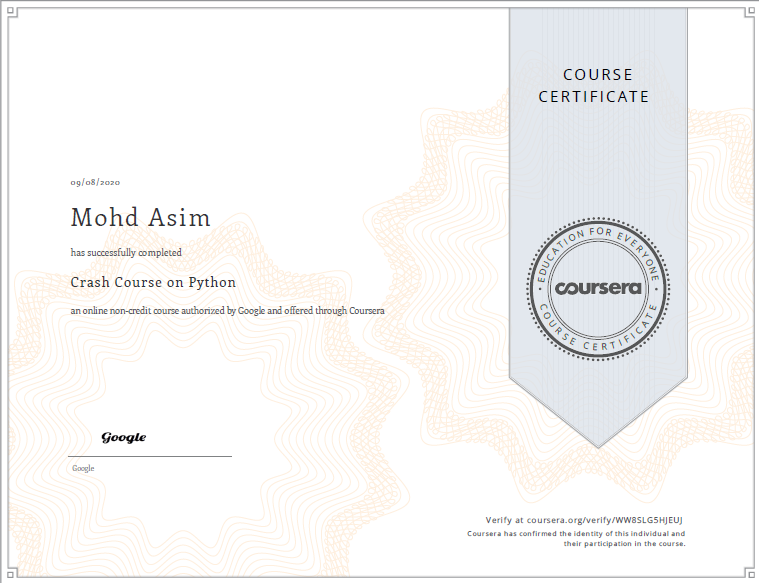 COURSE
CERTIFICATE
09/08/2020
Mohd Asim
has successfully completed
Crash Course on Python
an online non-credit course authorized by Google and offered through Coursera
EDUCATION FOR EVERYONE
coursera
COURSE CERTIFICATE
Google
Google
Verify at coursera.org/verify/WW8SLG5HJEUJ
Coursera has confirmed the identity of this individual and
their participation in the course.